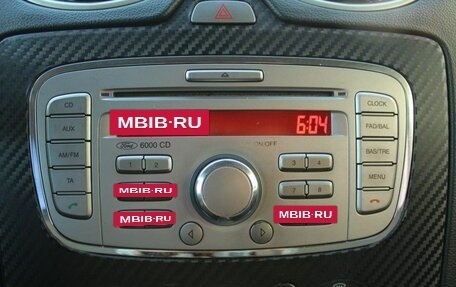 CD
AUX
AM/FM
TA
MBIB·RU
6:04
Ford
6000 CD
ON·OFF
1
2
3
4
7
8
MBIB·RU
MBIB·RU
MBIB·RU
CLOCK
FAD/BAL
BAS/TRE
MENU